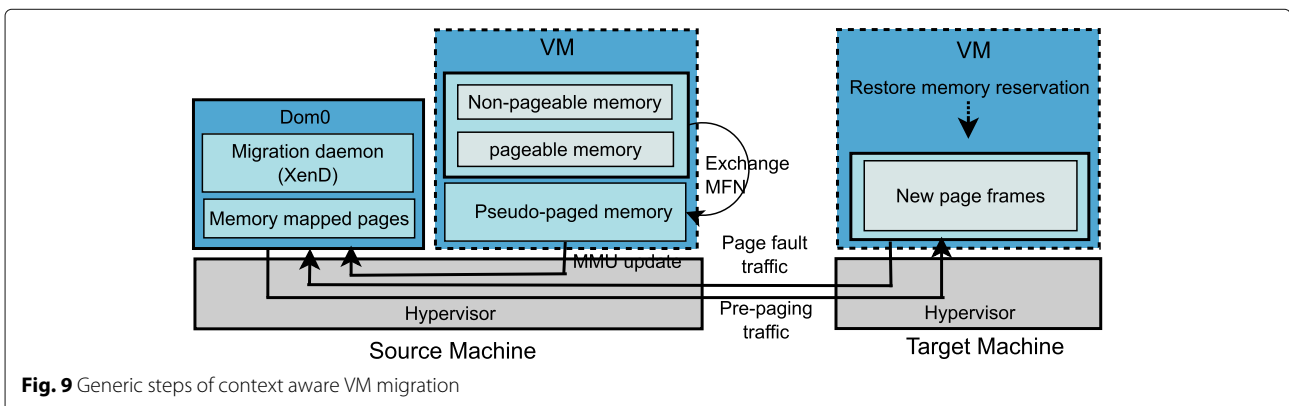 VM
Non-pageable memory
pageable memory
Pseudo-paged memory
Dom0
Migration daemon
(XenD)
Memory mapped pages
Exchange
MFN
MMU update
Page fault
traffic
Pre-paging
traffic
Hypervisor
Source Machine
VM
Restore memory reservation
New page frames
Hypervisor
Target Machine
Fig. 9 Generic steps of context aware VM migration